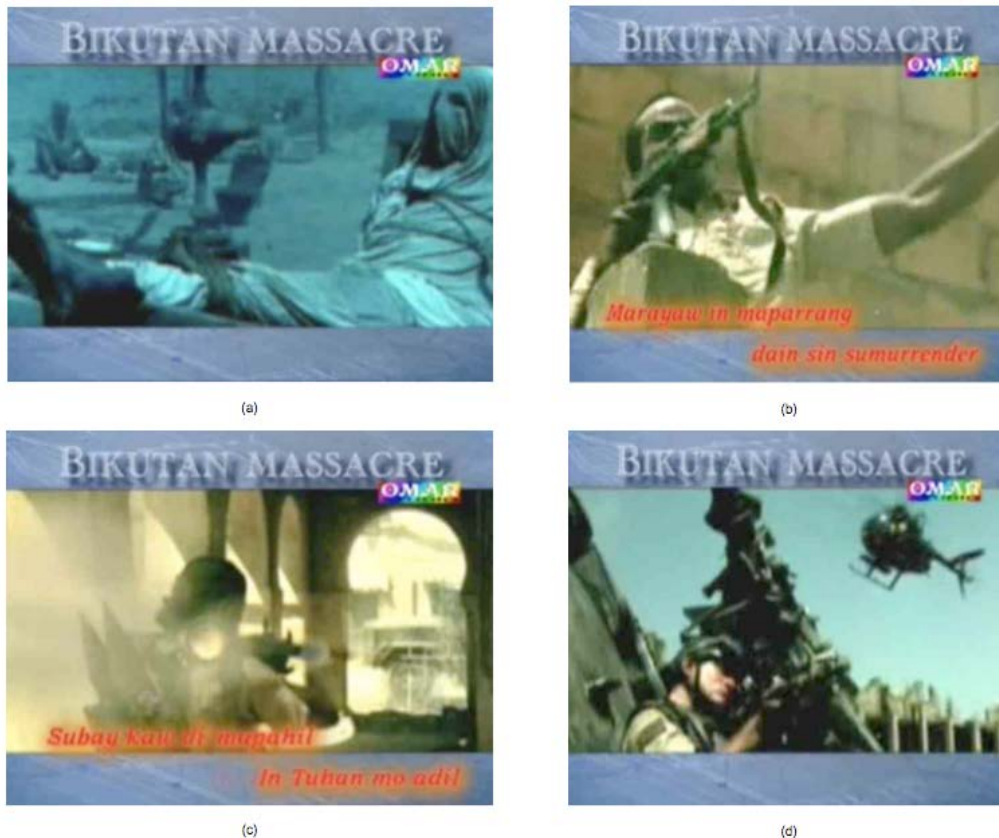 BIKUTAN MASSACRE
OMAR
BIKUTAN MASSACRE
OMAR
Marayaw in maparrang
dain sin sumurrender
(a)
(b)
BIKUTAN MASSACRE
OMAR
Subay kaw di mapahil
In Tuhan mo adil
BIKUTAN MASSACRE
OMAR
(c)
(d)